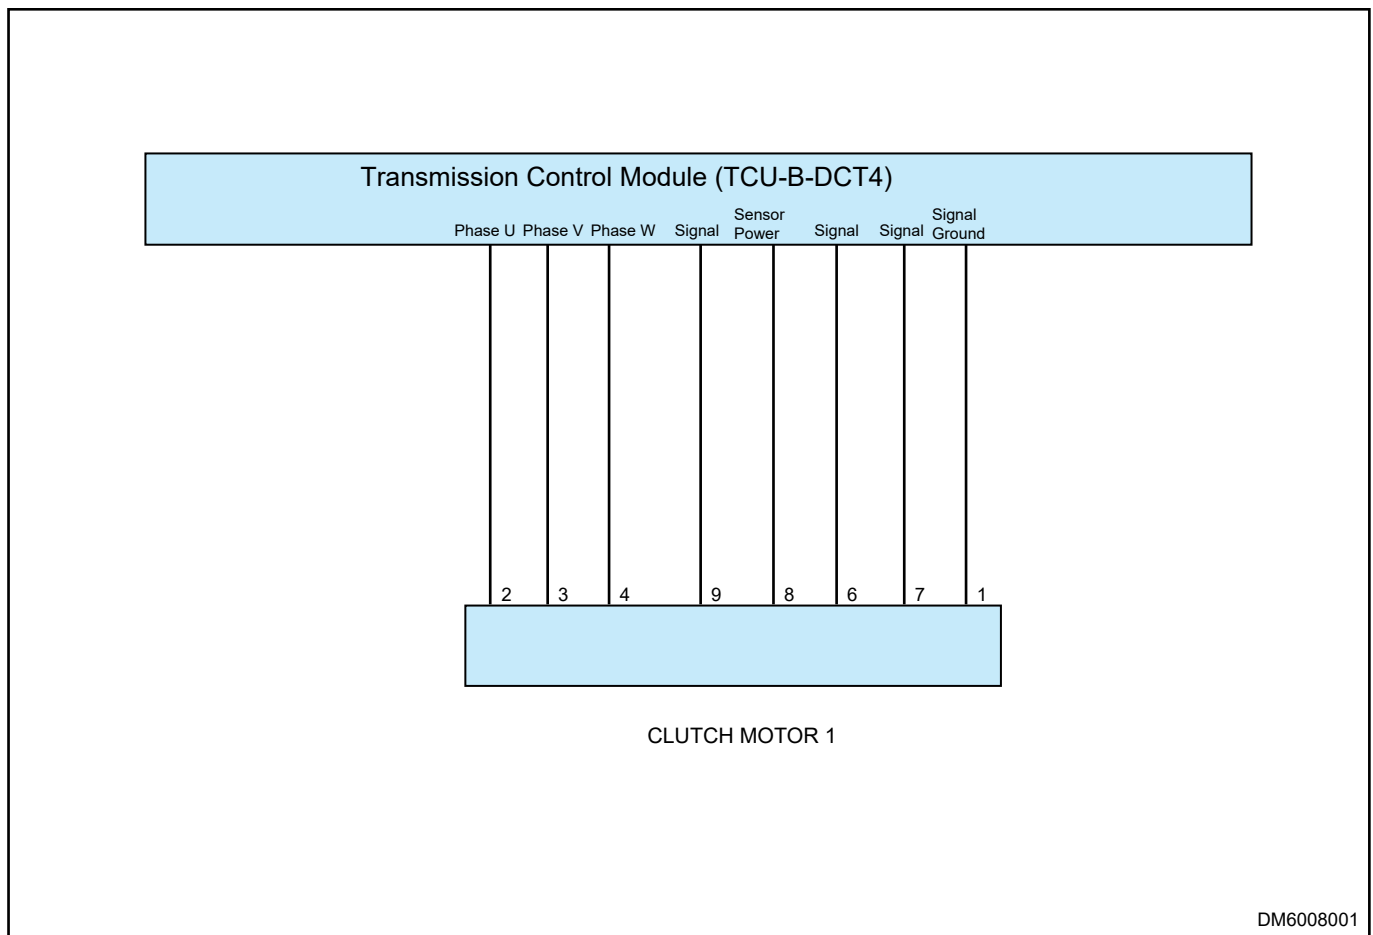 Transmission Control Module (TCU-B-DCT4)
Phase U Phase V Phase W Signal Sensor Power Signal Signal Signal Ground
2 3 4 9 8 6 7 1
CLUTCH MOTOR 1
DM6008001